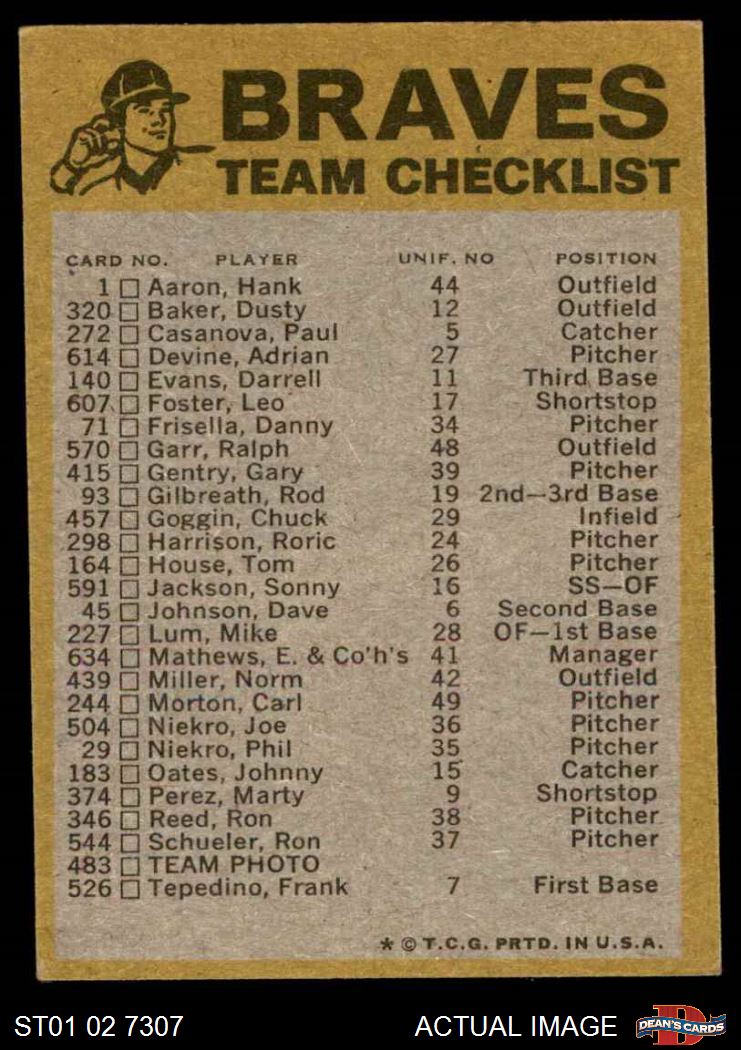 BRAVES
TEAM CHECKLIST
CARD NO. PLAYER UNIF. NO POSITION
1 Aaron, Hank 44 Outfield
320 Baker, Dusty 12 Outfield
272 Casanova, Paul 5 Catcher
614 Devine, Adrian 27 Pitcher
140 Evans, Darrell 11 Third Base
607 Foster, Leo 17 Shortstop
71 Frisella, Danny 34 Pitcher
570 Garr, Ralph 48 Outfield
415 Gentry, Gary 39 Pitcher
93 Gilbreath, Rod 19 2nd—3rd Base
457 Goggin, Chuck 29 Infield
298 Harrison, Roric 24 Pitcher
164 House, Tom 26 Pitcher
591 Jackson, Sonny 16 SS—OF
45 Johnson, Dave 6 Second Base
227 Lum, Mike 28 OF—1st Base
634 Mathews, E. & Co'h's 41 Manager
439 Miller, Norm 42 Outfield
244 Morton, Carl 49 Pitcher
504 Niekro, Joe 36 Pitcher
29 Niekro, Phil 35 Pitcher
183 Oates, Johnny 15 Catcher
374 Perez, Marty 9 Shortstop
346 Reed, Ron 38 Pitcher
544 Schueler, Ron 37 Pitcher
483 TEAM PHOTO
526 Tepedino, Frank 7 First Base
* © T.C.G. PRTD. IN U.S.A.
ST01 02 7307 ACTUAL IMAGE DEAN'S CARDS